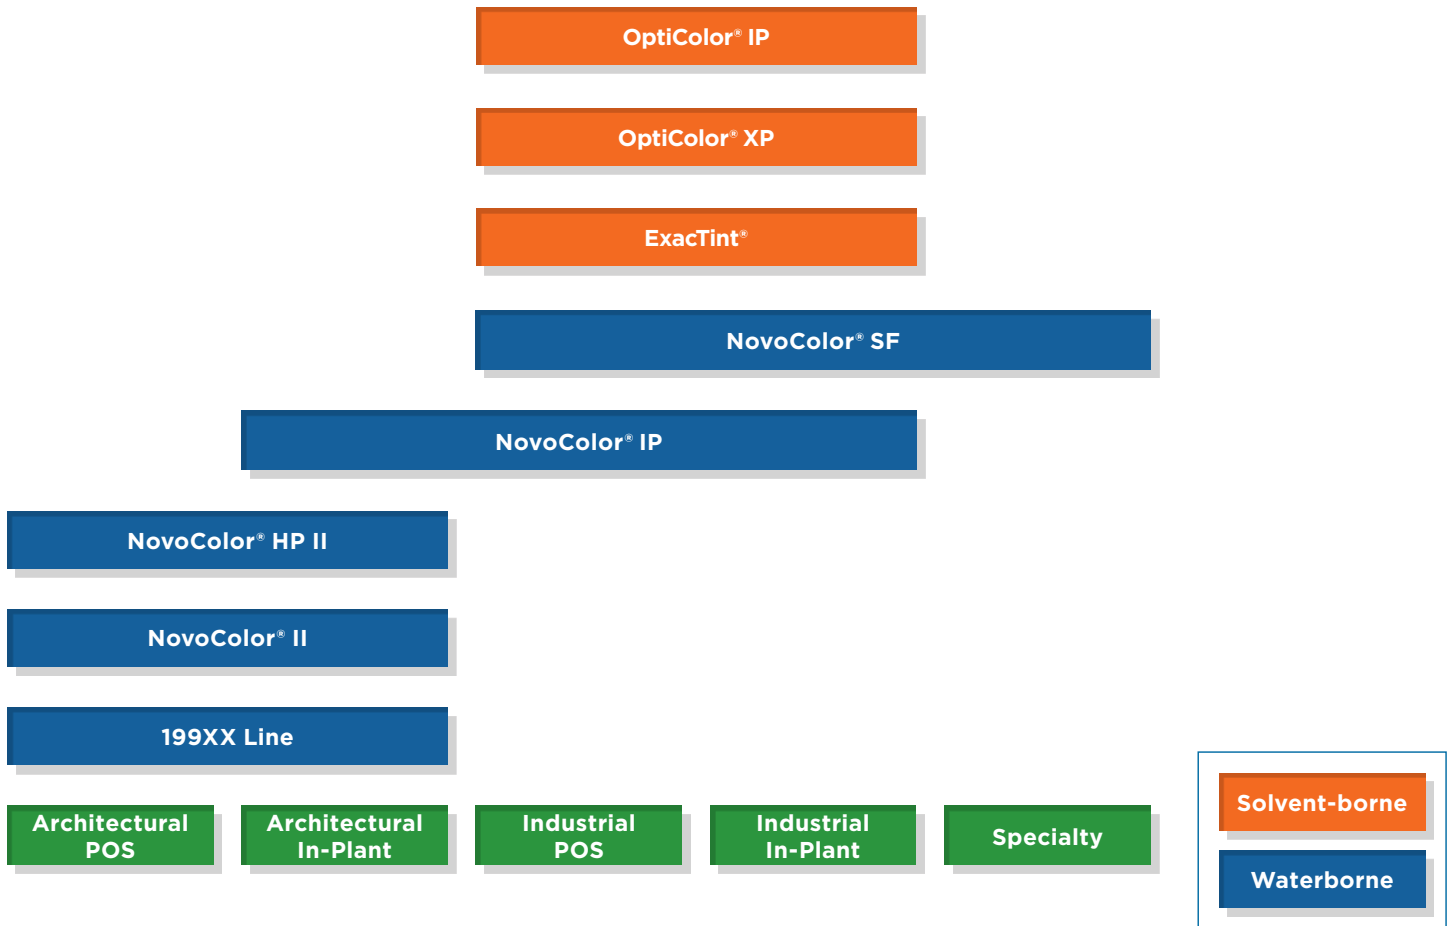 OptiColor® IP
OptiColor® XP
ExacTint®
NovoColor® SF
NovoColor® IP
NovoColor® HP II
NovoColor® II
199XX Line
Architectural
POS
Architectural
In-Plant
Industrial
POS
Industrial
In-Plant
Specialty
Solvent-borne
Waterborne